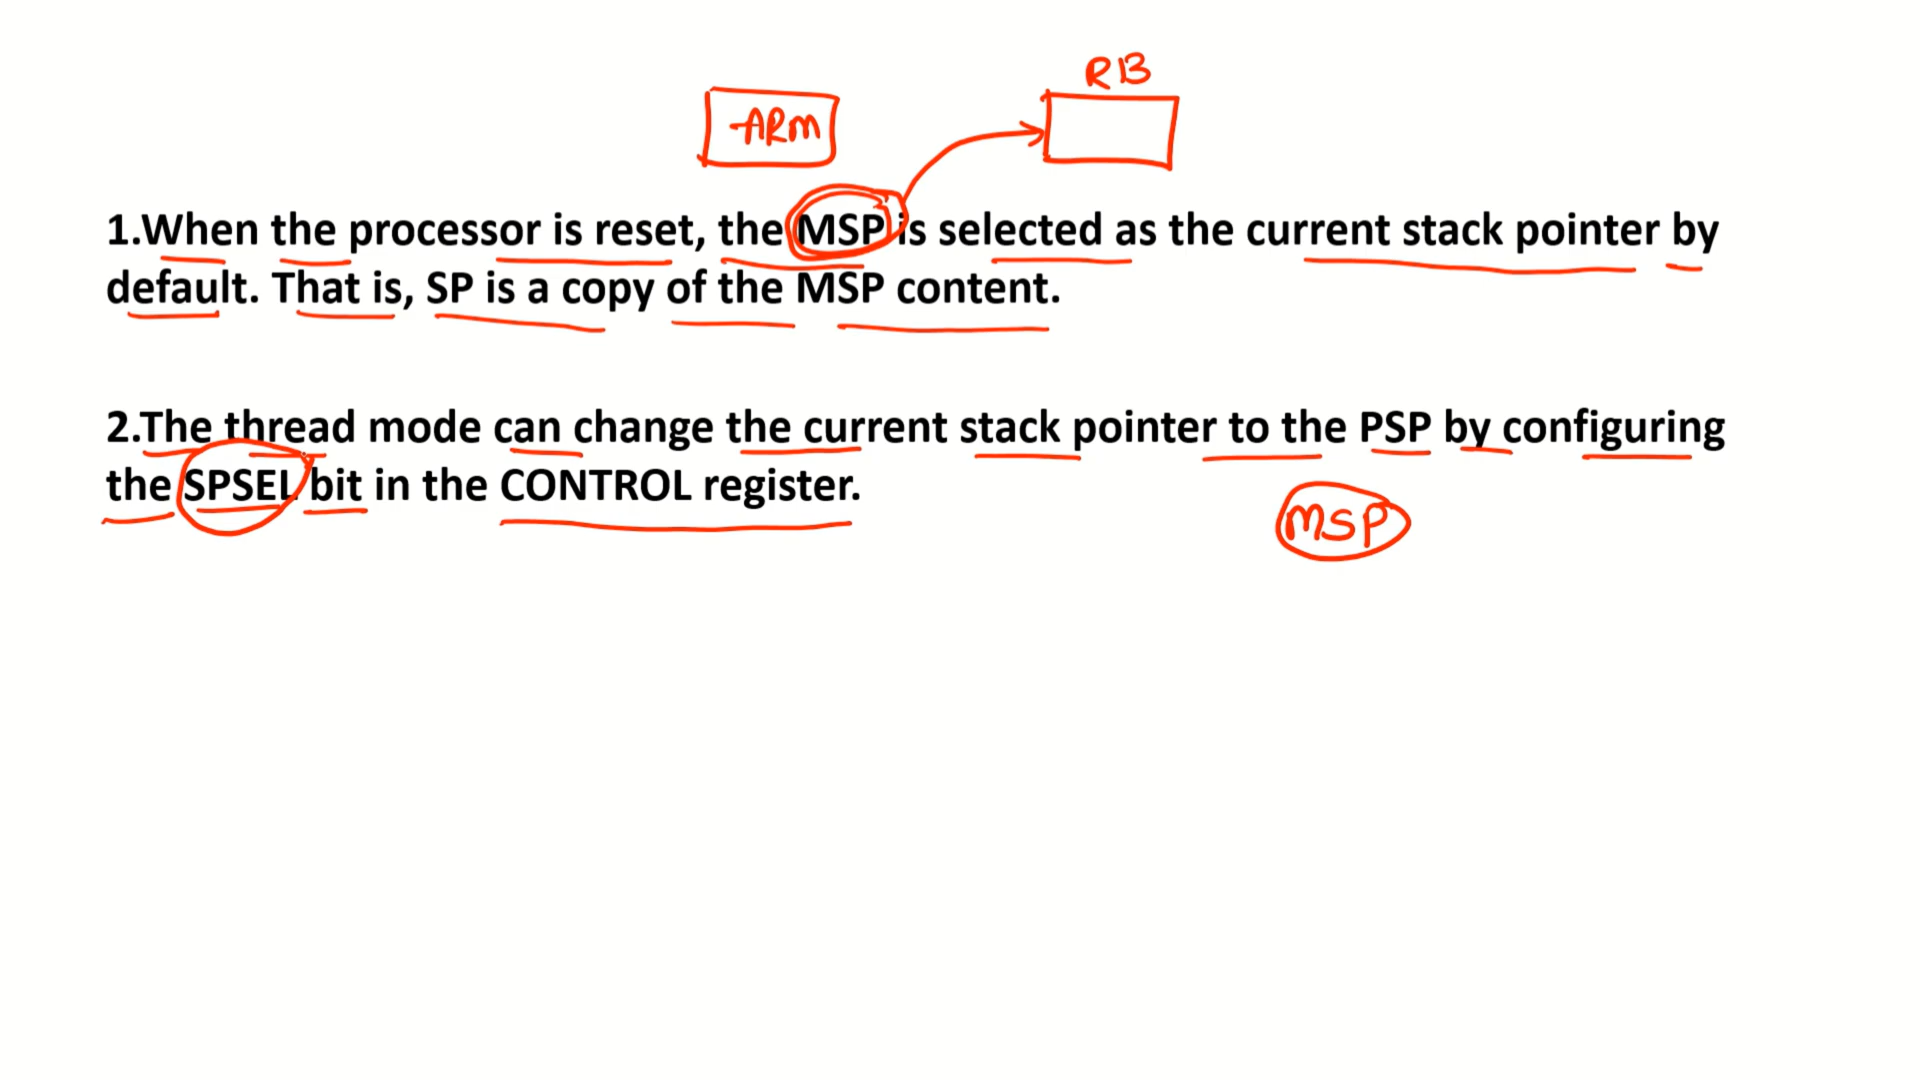 R13
ARM
1.When the processor is reset, the MSP is selected as the current stack pointer by
default. That is, SP is a copy of the MSP content.
2.The thread mode can change the current stack pointer to the PSP by configuring
the SPSEL bit in the CONTROL register.
MSP